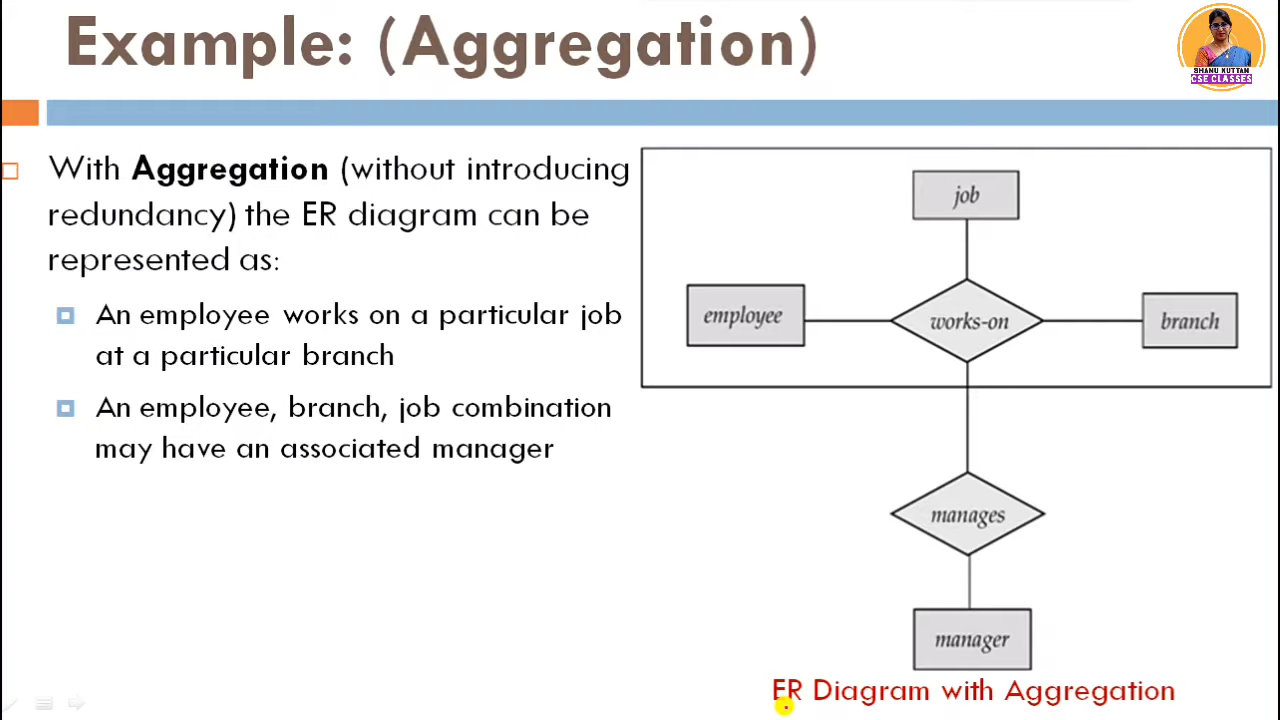 Example: (Aggregation)
BHANU KUTTAN
CSE CLASSES
With Aggregation (without introducing
redundancy) the ER diagram can be
represented as:
An employee works on a particular job
at a particular branch
An employee, branch, job combination
may have an associated manager
job
employee
works-on
branch
manages
manager
ER Diagram with Aggregation